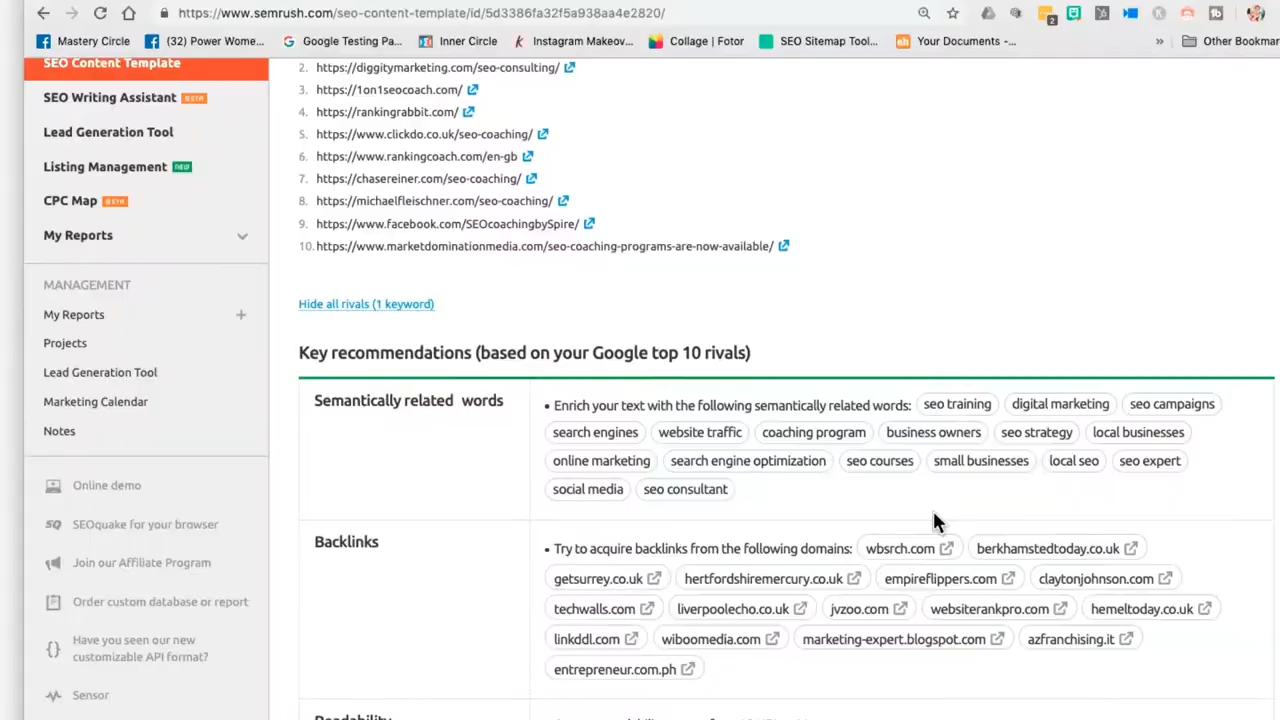 https://www.semrush.com/seo-content-template/id/5d3386fa32f5a938aa4e2820/
2
Mastery Circle
(32) Power Wome...
Google Testing Pa...
Inner Circle
Instagram Makeov...
Collage | Fotor
SEO Sitemap Tool...
Your Documents -...
»
Other Bookmar
SEO Content Template
SEO Writing Assistant BETA
Lead Generation Tool
Listing Management NEW
CPC Map BETA
My Reports
MANAGEMENT
My Reports +
Projects
Lead Generation Tool
Marketing Calendar
Notes
Online demo
SEOquake for your browser
Join our Affiliate Program
Order custom database or report
Have you seen our new
customizable API format?
Sensor
2. https://diggitymarketing.com/seo-consulting/
3. https://1on1seocoach.com/
4. https://rankingrabbit.com/
5. https://www.clickdo.co.uk/seo-coaching/
6. https://www.rankingcoach.com/en-gb
7. https://chasereiner.com/seo-coaching/
8. https://michaelfleischner.com/seo-coaching/
9. https://www.facebook.com/SEOcoachingbySpire/
10. https://www.marketdominationmedia.com/seo-coaching-programs-are-now-available/
Hide all rivals (1 keyword)
Key recommendations (based on your Google top 10 rivals)
Semantically related words
• Enrich your text with the following semantically related words: seo training digital marketing seo campaigns
search engines website traffic coaching program business owners seo strategy local businesses
online marketing search engine optimization seo courses small businesses local seo seo expert
social media seo consultant
Backlinks
• Try to acquire backlinks from the following domains: wbsrch.com berkhamstedtoday.co.uk
getsurrey.co.uk hertfordshiremercury.co.uk empireflippers.com claytonjohnson.com
techwalls.com liverpoolecho.co.uk jvzoo.com websiterankpro.com hemeltoday.co.uk
linkddl.com wiboomedia.com marketing-expert.blogspot.com azfranchising.it
entrepreneur.com.ph
Readability